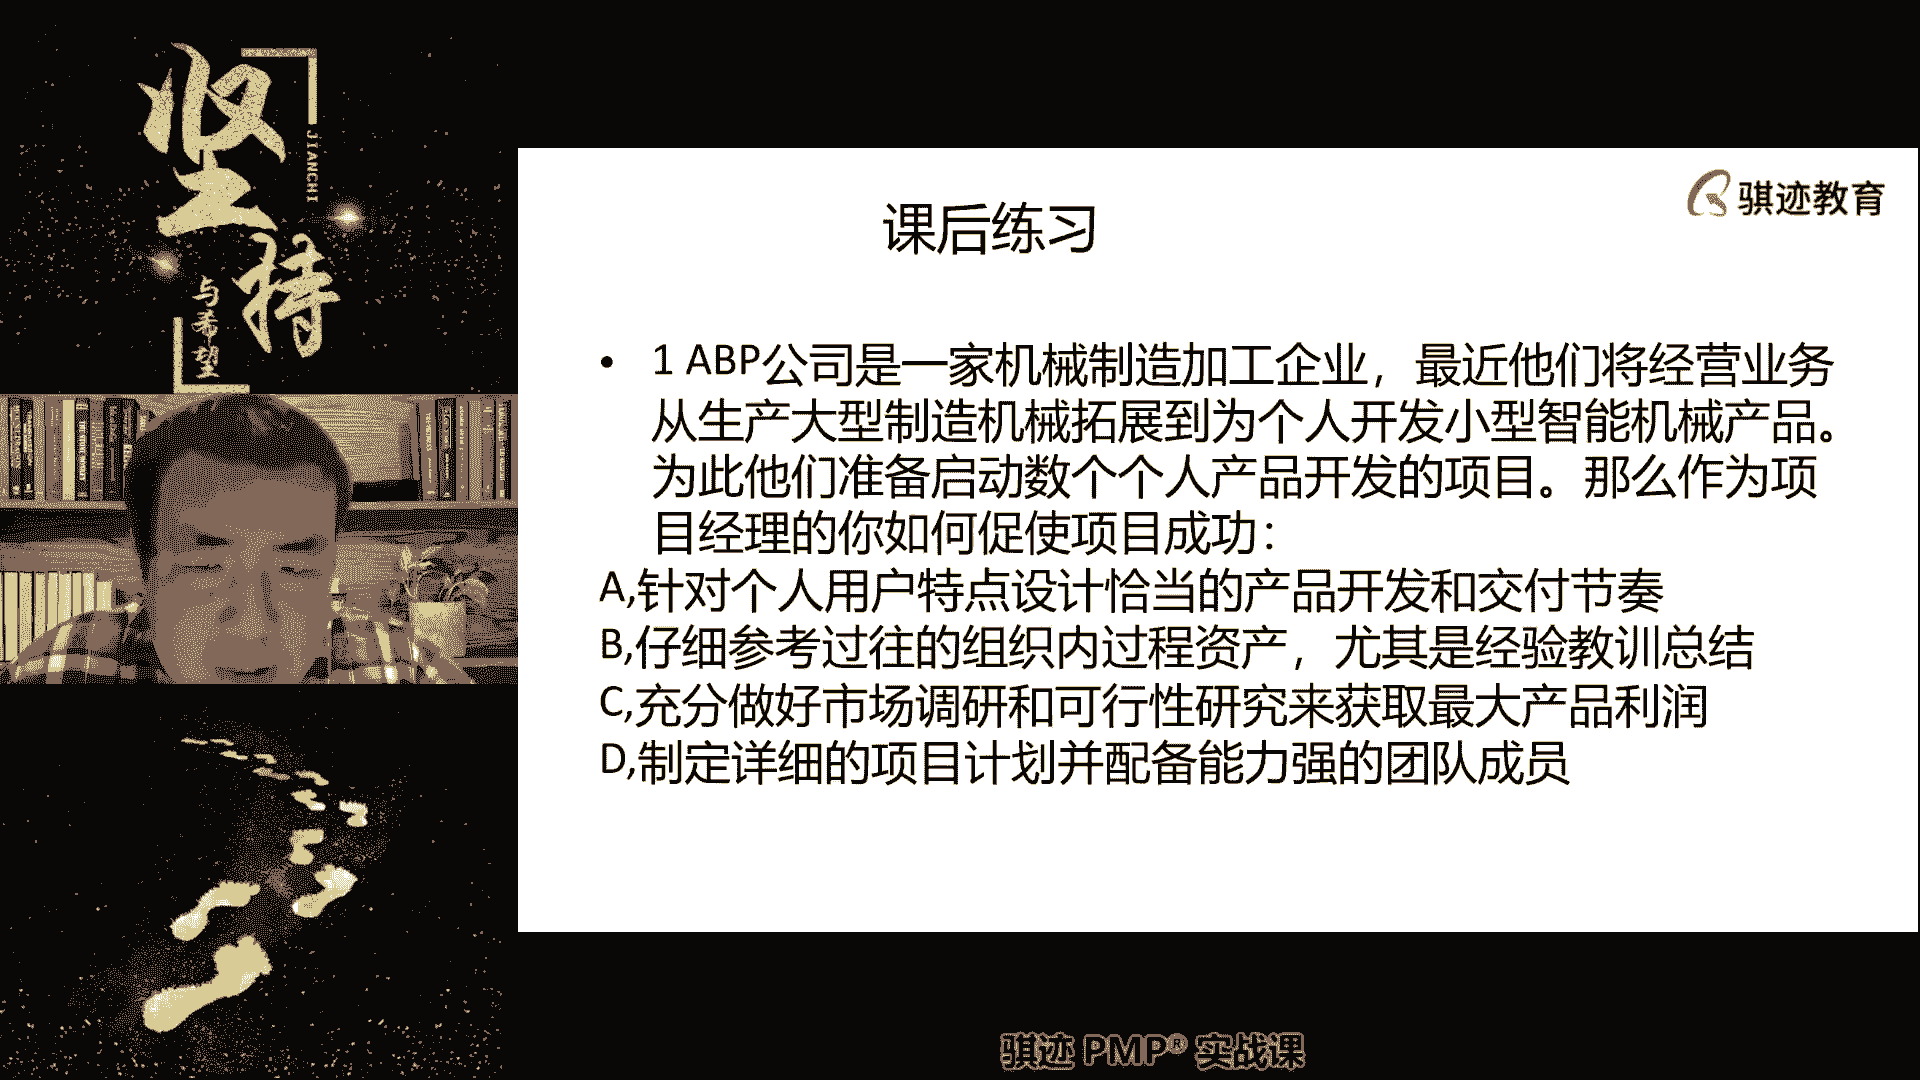 坚持
JIANCHI
与希望
骐迹教育
课后练习
• 1 ABP公司是一家机械制造加工企业，最近他们将经营业务
从生产大型制造机械拓展到为个人开发小型智能机械产品。
为此他们准备启动数个个人产品开发的项目。那么作为项
目经理的你如何促使项目成功：
A,针对个人用户特点设计恰当的产品开发和交付节奏
B,仔细参考过往的组织内过程资产，尤其是经验教训总结
C,充分做好市场调研和可行性研究来获取最大产品利润
D,制定详细的项目计划并配备能力强的团队成员
骐迹 PMP® 实战课